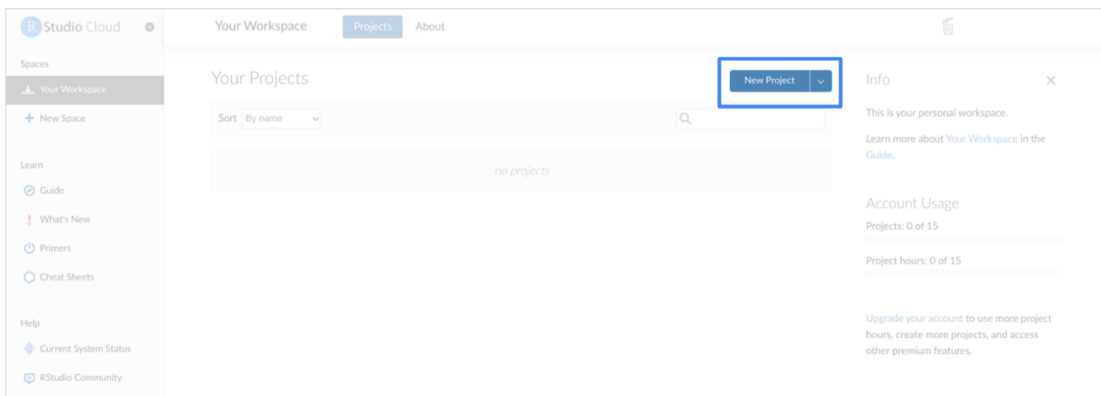 R Studio Cloud
Your Workspace
Projects
About
Spaces
Your Workspace
New Space
Learn
Guide
What's New
Primers
Cheat Sheets
Help
Current System Status
RStudio Community
Your Projects
New Project
Sort
By name
no projects
Info
This is your personal workspace.
Learn more about Your Workspace in the
Guide.
Account Usage
Projects: 0 of 15
Project hours: 0 of 15
Upgrade your account to use more project
hours, create more projects, and access
other premium features.